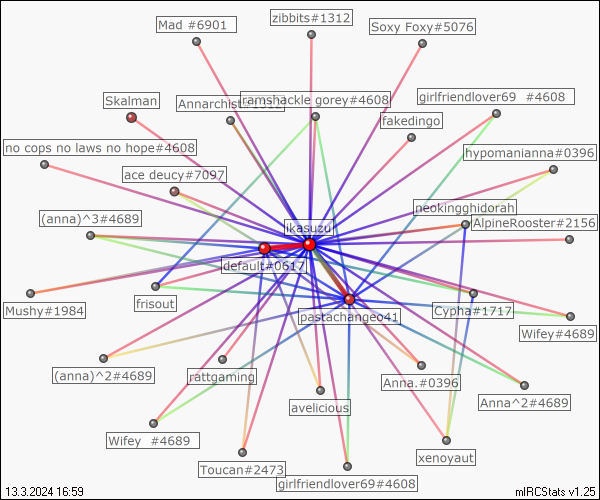 zibbits#1312
Mad #6901
Soxy Foxy#5076
Skalman
Annarchist#1312
ramshackle gorey#4608
girlfriendlover69 #4608
fakedingo
no cops no laws no hope#4608
hypomanianna#0396
ace deucy#7097
neokingghidorah
(anna)^3#4689
AlpineRooster#2156
ikasuzu
default#0617
Mushy#1984
frisout
pastachangeo41
Cypha#1717
Wifey#4689
(anna)^2#4689
rattgaming
Anna.#0396
Anna^2#4689
avelicious
Wifey #4689
xenoyaut
Toucan#2473
girlfriendlover69#4608
13.3.2024 16:59
mIRCStats v1.25